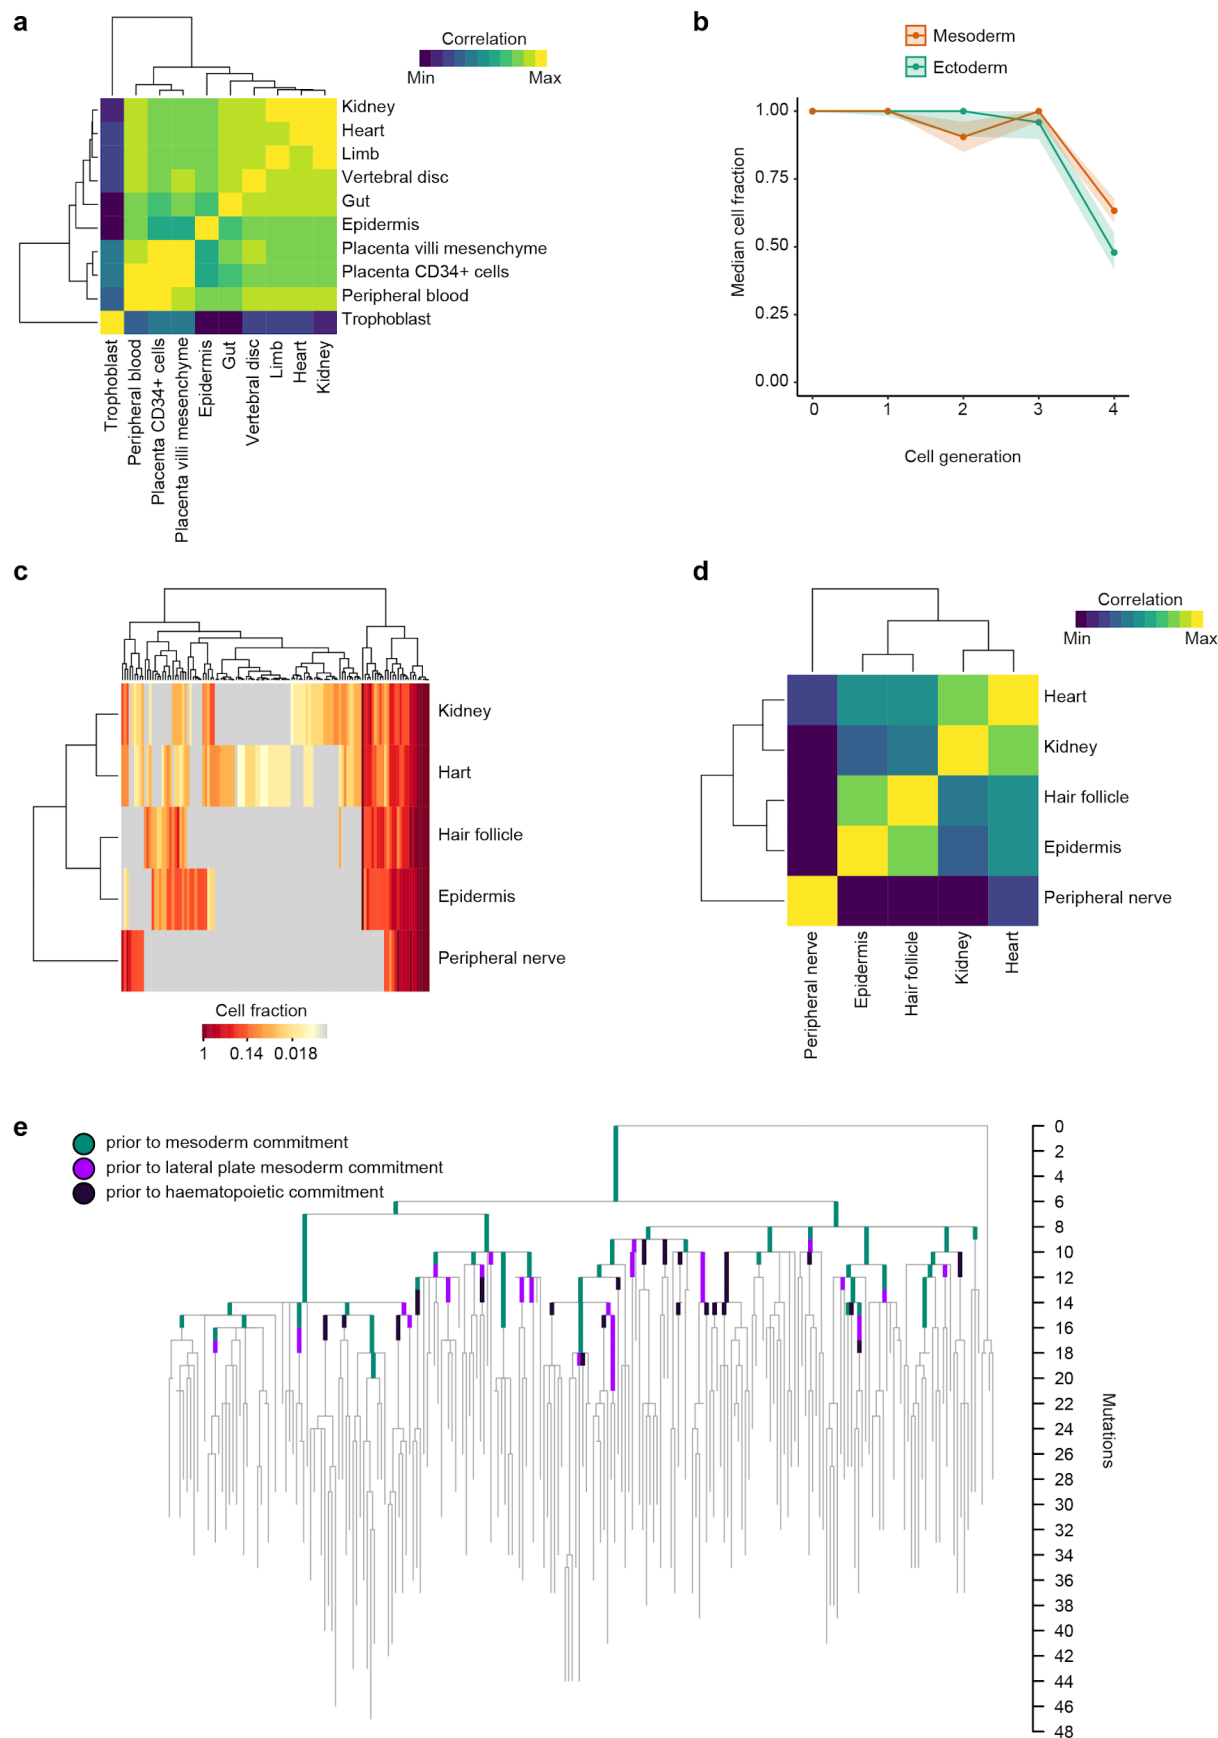 a
Correlation
Min Max
Kidney
Heart
Limb
Vertebral disc
Gut
Epidermis
Placenta villi mesenchyme
Placenta CD34+ cells
Peripheral blood
Trophoblast
Trophoblast
Peripheral blood
Placenta CD34+ cells
Placenta villi mesenchyme
Epidermis
Gut
Vertebral disc
Limb
Heart
Kidney
b
Mesoderm
Ectoderm
Median cell fraction
1.00
0.75
0.50
0.25
0.00
0 1 2 3 4
Cell generation
c
Kidney
Hart
Hair follicle
Epidermis
Peripheral nerve
Cell fraction
1 0.14 0.018
d
Correlation
Min Max
Heart
Kidney
Hair follicle
Epidermis
Peripheral nerve
Peripheral nerve
Epidermis
Hair follicle
Kidney
Heart
e
prior to mesoderm commitment
prior to lateral plate mesoderm commitment
prior to haematopoietic commitment
0
2
4
6
8
10
12
14
16
18
20
22
24
26
28
30
32
34
36
38
40
42
44
46
48
Mutations